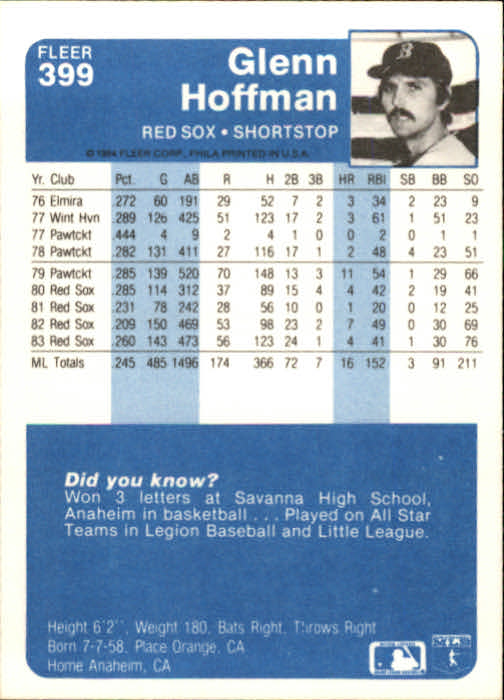 FLEER
399
Glenn
Hoffman
RED SOX • SHORTSTOP
© 1984 FLEER CORP., PHILA PRINTED IN U.S.A.
Yr. Club Pct. G AB R H 2B 3B HR RBI SB BB SO
76 Elmira .272 60 191 29 52 7 2 3 34 2 23 9
77 Wint Hvn .289 126 425 51 123 17 2 3 61 1 51 23
77 Pawtckt .444 4 9 2 4 1 0 0 2 0 1 1
78 Pawtckt .282 131 411 27 116 17 1 2 48 4 23 51
79 Pawtckt .285 139 520 70 148 13 3 11 54 1 29 66
80 Red Sox .285 114 312 37 89 15 4 4 42 2 19 41
81 Red Sox .231 78 242 28 56 10 0 1 20 0 12 25
82 Red Sox .209 150 469 53 98 23 2 7 49 0 30 69
83 Red Sox .260 143 473 56 123 24 1 4 41 1 30 76
ML Totals .245 485 1496 174 366 72 7 16 152 3 91 211
Did you know?
Won 3 letters at Savanna High School,
Anaheim in basketball . . . Played on All Star
Teams in Legion Baseball and Little League.
Height 6'2", Weight 180, Bats Right, Throws Right
Born 7-7-58, Place Orange, CA
Home Anaheim, CA